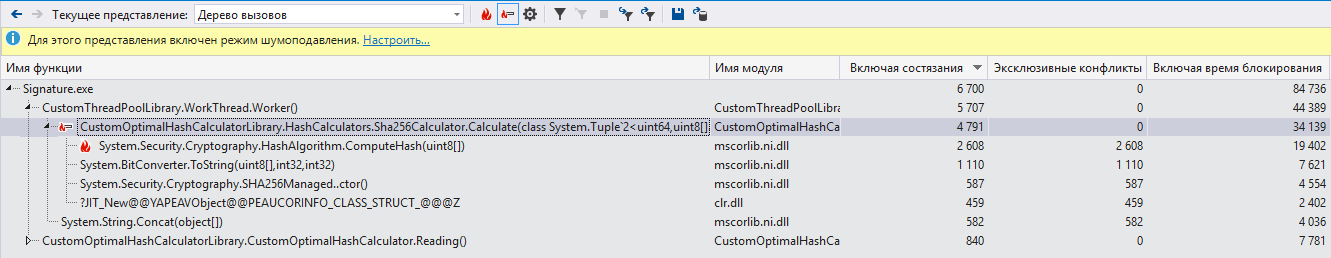 Текущее представление: Дерево вызовов
Для этого представления включен режим шумоподавления. Настроить...
Имя функции Имя модуля Включая состязания Эксклюзивные конфликты Включая время блокирования
Signature.exe 6 700 0 84 736
CustomThreadPoolLibrary.WorkThread.Worker() CustomThreadPoolLibra 5 707 0 44 389
CustomOptimalHashCalculatorLibrary.HashCalculators.Sha256Calculator.Calculate(class System.Tuple`2<uint64,uint8[] CustomOptimalHashCa 4 791 0 34 139
System.Security.Cryptography.HashAlgorithm.ComputeHash(uint8[]) mscorlib.ni.dll 2 608 2 608 19 402
System.BitConverter.ToString(uint8[],int32,int32) mscorlib.ni.dll 1 110 1 110 7 621
System.Security.Cryptography.SHA256Managed..ctor() mscorlib.ni.dll 587 587 4 554
?JIT_New@@YAPEAVObject@@PEAUCORINFO_CLASS_STRUCT_@@@Z clr.dll 459 459 2 402
System.String.Concat(object[]) mscorlib.ni.dll 582 582 4 036
CustomOptimalHashCalculatorLibrary.CustomOptimalHashCalculator.Reading() CustomOptimalHashCa 840 0 7 781